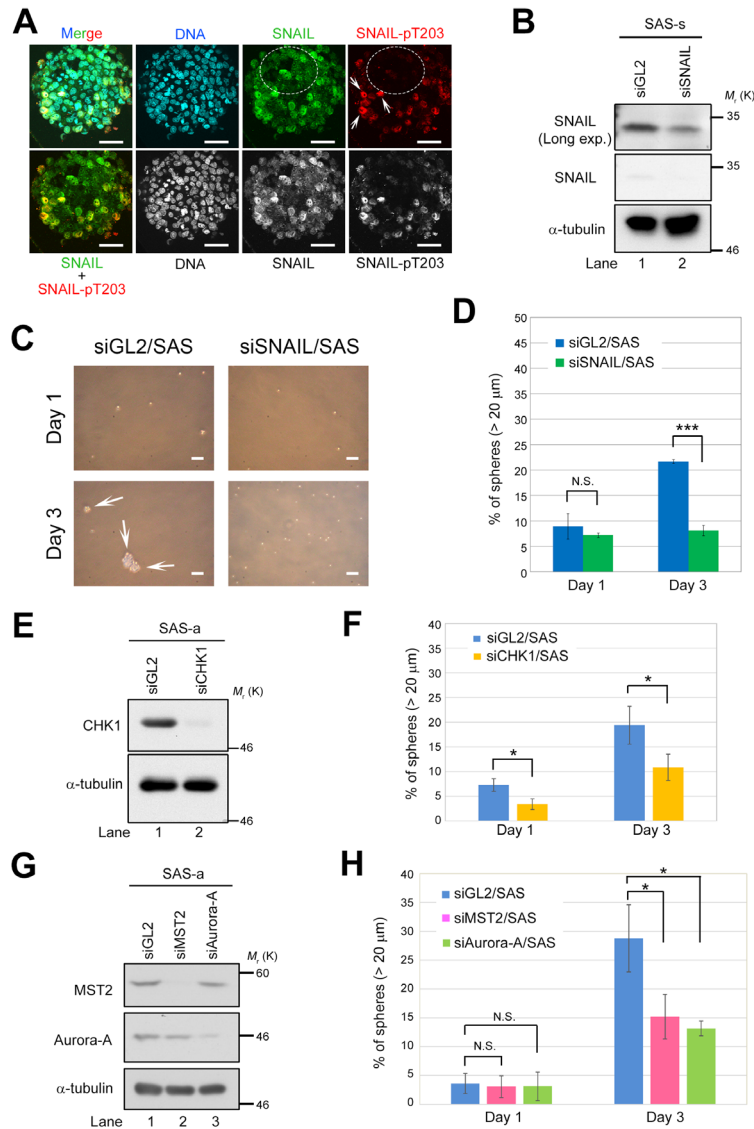 A
Merge
DNA
SNAIL
SNAIL-pT203
SNAIL
+
SNAIL-pT203
DNA
SNAIL
SNAIL-pT203
B
SAS-s
siGL2
siSNAIL
Mr (K)
SNAIL
(Long exp.)
35
SNAIL
35
α-tubulin
46
Lane 1 2
C
siGL2/SAS siSNAIL/SAS
Day 1
Day 3
D
% of spheres (> 20 μm)
50
45
40
35
30
25
20
15
10
5
0
siGL2/SAS
siSNAIL/SAS
N.S.
***
Day 1 Day 3
E
SAS-a
siGL2
siCHK1
Mr (K)
CHK1
46
α-tubulin
46
Lane 1 2
F
% of spheres (> 20 μm)
40
35
30
25
20
15
10
5
0
siGL2/SAS
siCHK1/SAS
*
*
Day 1 Day 3
G
SAS-a
siGL2
siMST2
siAurora-A
Mr (K)
MST2
60
Aurora-A
46
α-tubulin
46
Lane 1 2 3
H
% of spheres (> 20 μm)
40
35
30
25
20
15
10
5
0
siGL2/SAS
siMST2/SAS
siAurora-A/SAS
N.S.
N.S.
*
*
Day 1 Day 3